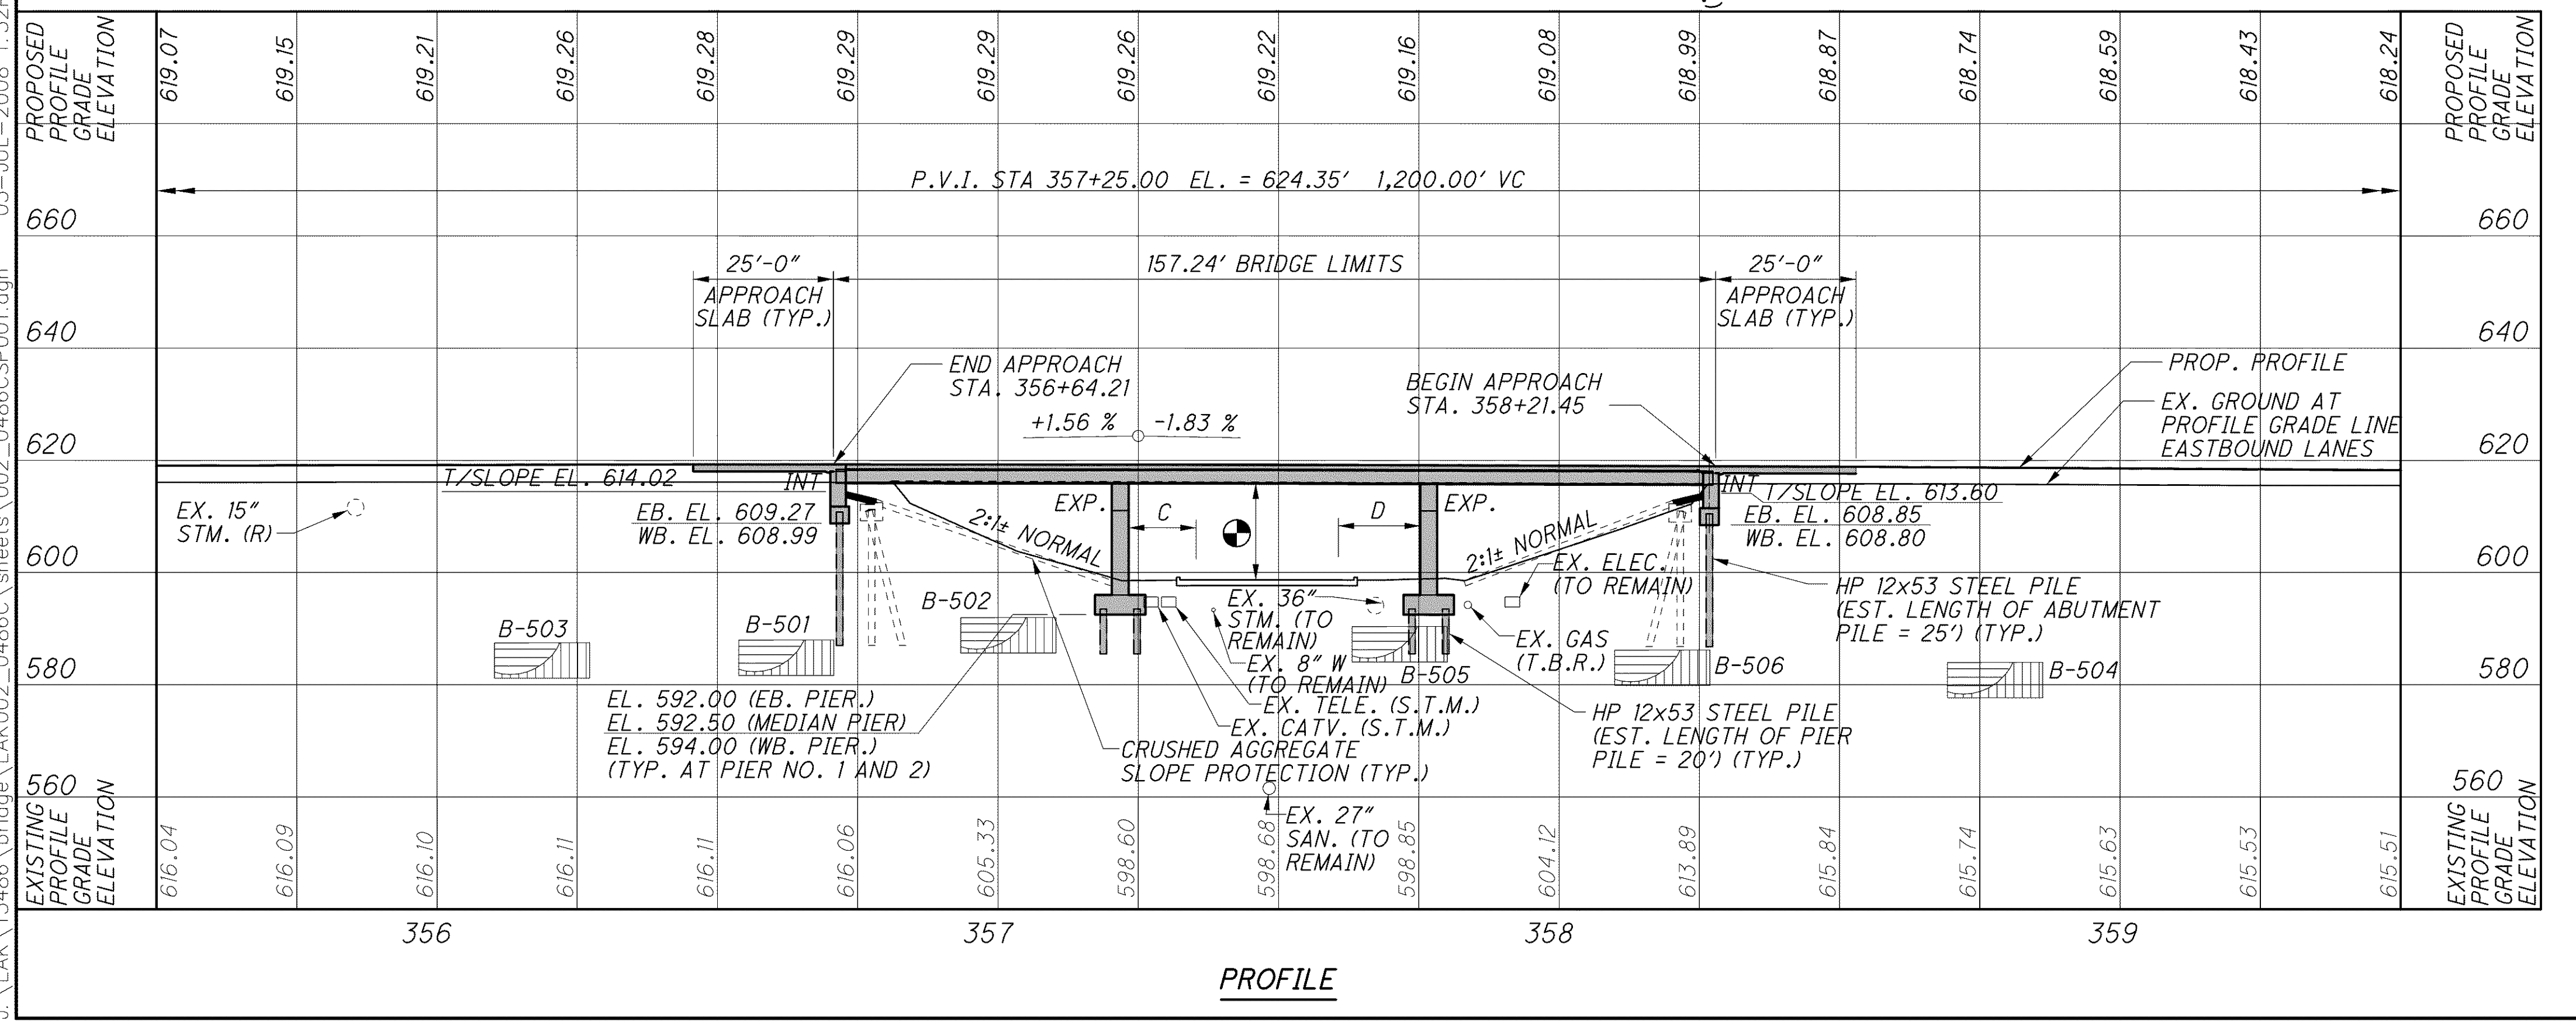 PROPOSED
PROFILE
GRADE
ELEVATION
619.07
619.15
619.21
619.26
619.28
619.29
619.29
619.26
619.22
619.16
619.08
618.99
618.87
618.74
618.59
618.43
618.24
PROPOSED
PROFILE
GRADE
ELEVATION
P.V.I. STA 357+25.00 EL. = 624.35' 1,200.00' VC
660
660
25'-0"
157.24' BRIDGE LIMITS
25'-0"
APPROACH
SLAB (TYP.)
APPROACH
SLAB (TYP.)
640
640
END APPROACH
STA. 356+64.21
BEGIN APPROACH
STA. 358+21.45
PROP. PROFILE
EX. GROUND AT
PROFILE GRADE LINE
EASTBOUND LANES
+1.56 %
-1.83 %
620
620
T/SLOPE EL. 614.02
INT
INT
T/SLOPE EL. 613.60
EX. 15"
STM. (R)
EB. EL. 609.27
WB. EL. 608.99
2:1± NORMAL
EXP.
C
D
EXP.
2:1± NORMAL
EB. EL. 608.85
WB. EL. 608.80
600
600
EX. ELEC.
(TO REMAIN)
HP 12x53 STEEL PILE
(EST. LENGTH OF ABUTMENT
PILE = 25') (TYP.)
B-503
B-501
B-502
EX. 36"
STM. (TO
REMAIN)
EX. 8" W
(TO REMAIN)
B-505
EX. GAS
(T.B.R.)
B-506
B-504
580
580
EL. 592.00 (EB. PIER.)
EL. 592.50 (MEDIAN PIER)
EL. 594.00 (WB. PIER.)
(TYP. AT PIER NO. 1 AND 2)
EX. TELE. (S.T.M.)
EX. CATV. (S.T.M.)
CRUSHED AGGREGATE
SLOPE PROTECTION (TYP.)
HP 12x53 STEEL PILE
(EST. LENGTH OF PIER
PILE = 20') (TYP.)
560
560
EX. 27"
SAN. (TO
REMAIN)
EXISTING
PROFILE
GRADE
ELEVATION
616.04
616.09
616.10
616.11
616.11
616.06
605.33
598.60
598.68
598.85
604.12
613.89
615.84
615.74
615.63
615.53
615.51
EXISTING
PROFILE
GRADE
ELEVATION
356
357
358
359
PROFILE